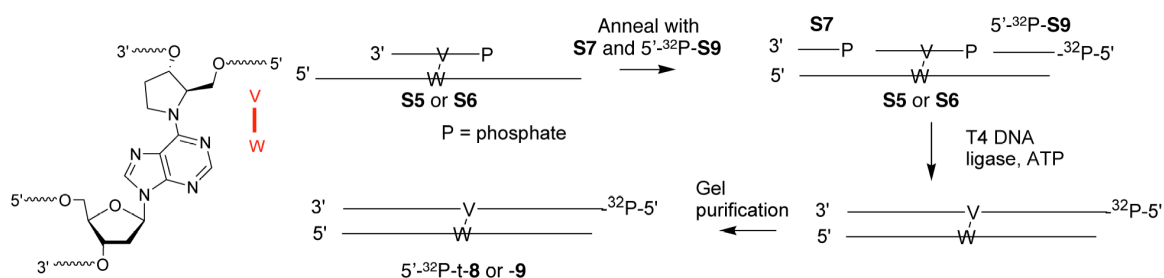 3'
O
O
5'
N
N
N
N
N
5'
O
O
3'
O
V
W
3'
V
P
5'
W
S5 or S6
P = phosphate
Anneal with
S7 and 5'-³²P-S9
S7
5'-³²P-S9
3'
P
V
P
-³²P-5'
5'
W
S5 or S6
T4 DNA
ligase, ATP
3'
V
-³²P-5'
5'
W
Gel
purification
3'
V
-³²P-5'
5'
W
5'-³²P-t-8 or -9